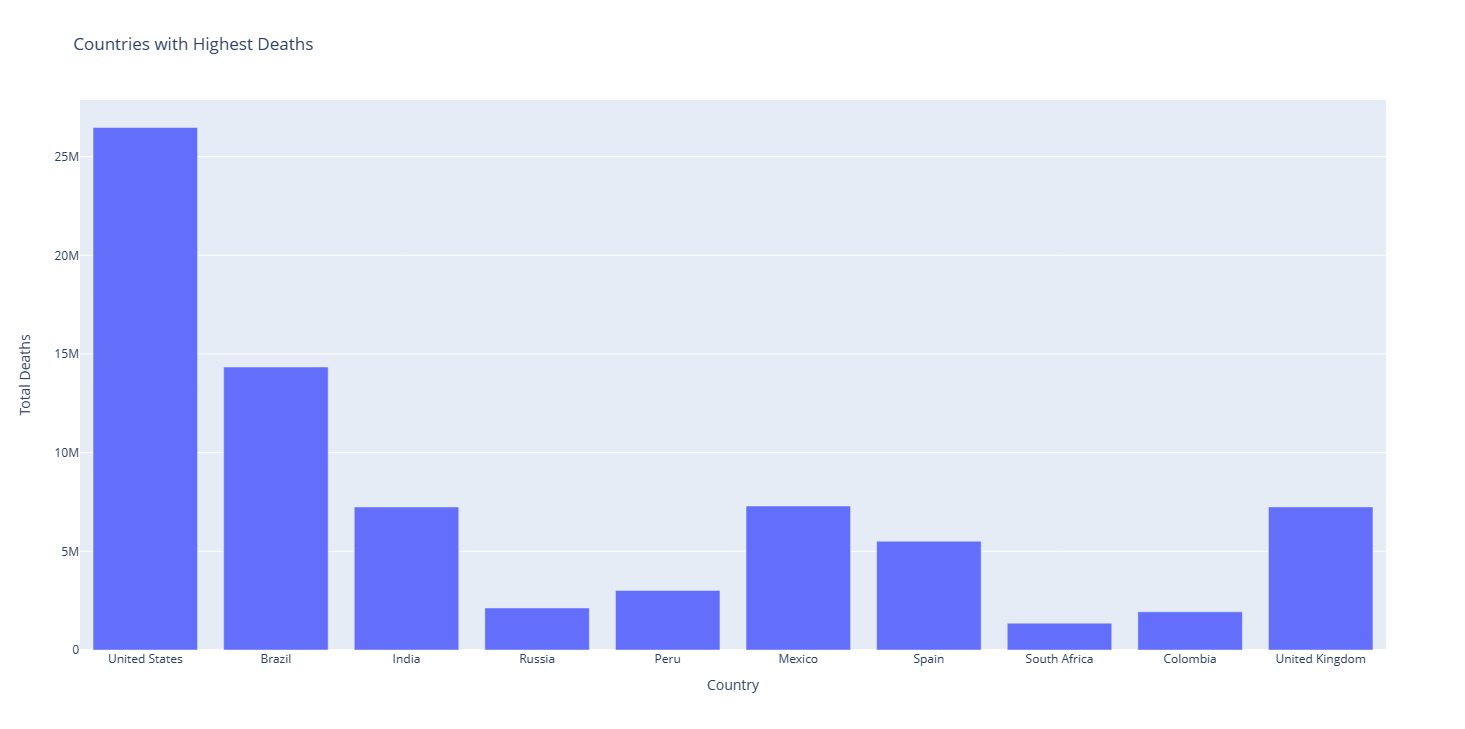 Countries with Highest Deaths
25M
20M
15M
10M
5M
0
Total Deaths
United States Brazil India Russia Peru Mexico Spain South Africa Colombia United Kingdom
Country